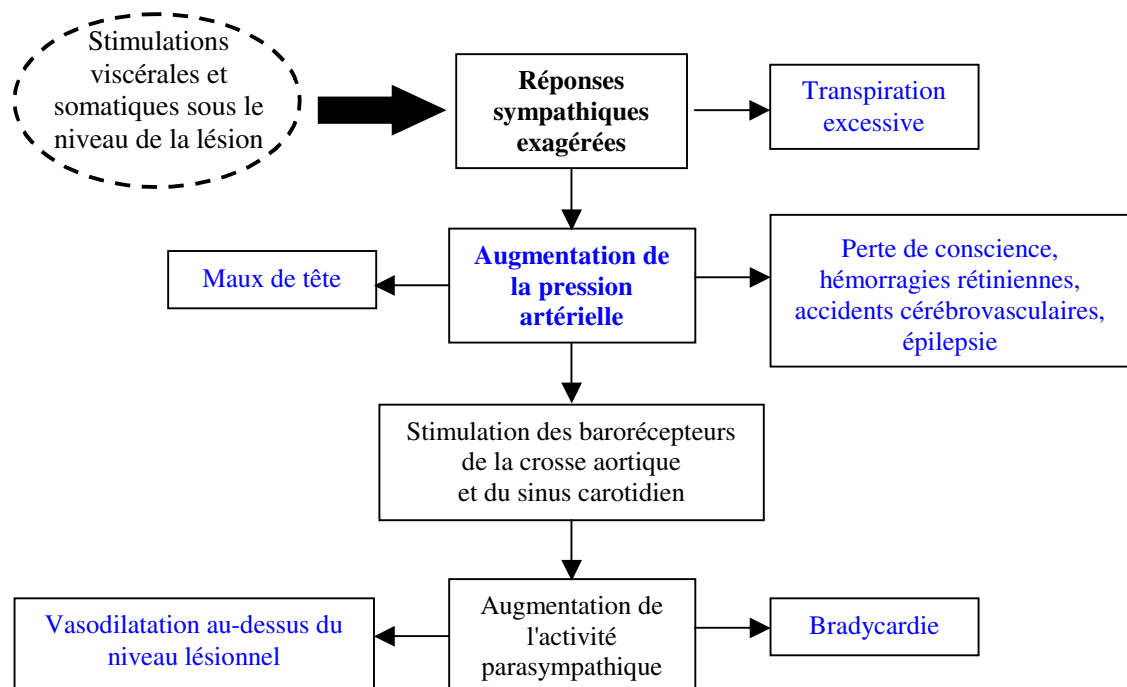 Stimulations
viscérales et
somatiques sous le
niveau de la lésion
Réponses
sympathiques
exagérées
Transpiration
excessive
Maux de tête
Augmentation de
la pression
artérielle
Perte de conscience,
hémorragies rétiniennes,
accidents cérébrovasculaires,
épilepsie
Stimulation des barorécepteurs
de la crosse aortique
et du sinus carotidien
Vasodilatation au-dessus du
niveau lésionnel
Augmentation de
l'activité
parasympathique
Bradycardie